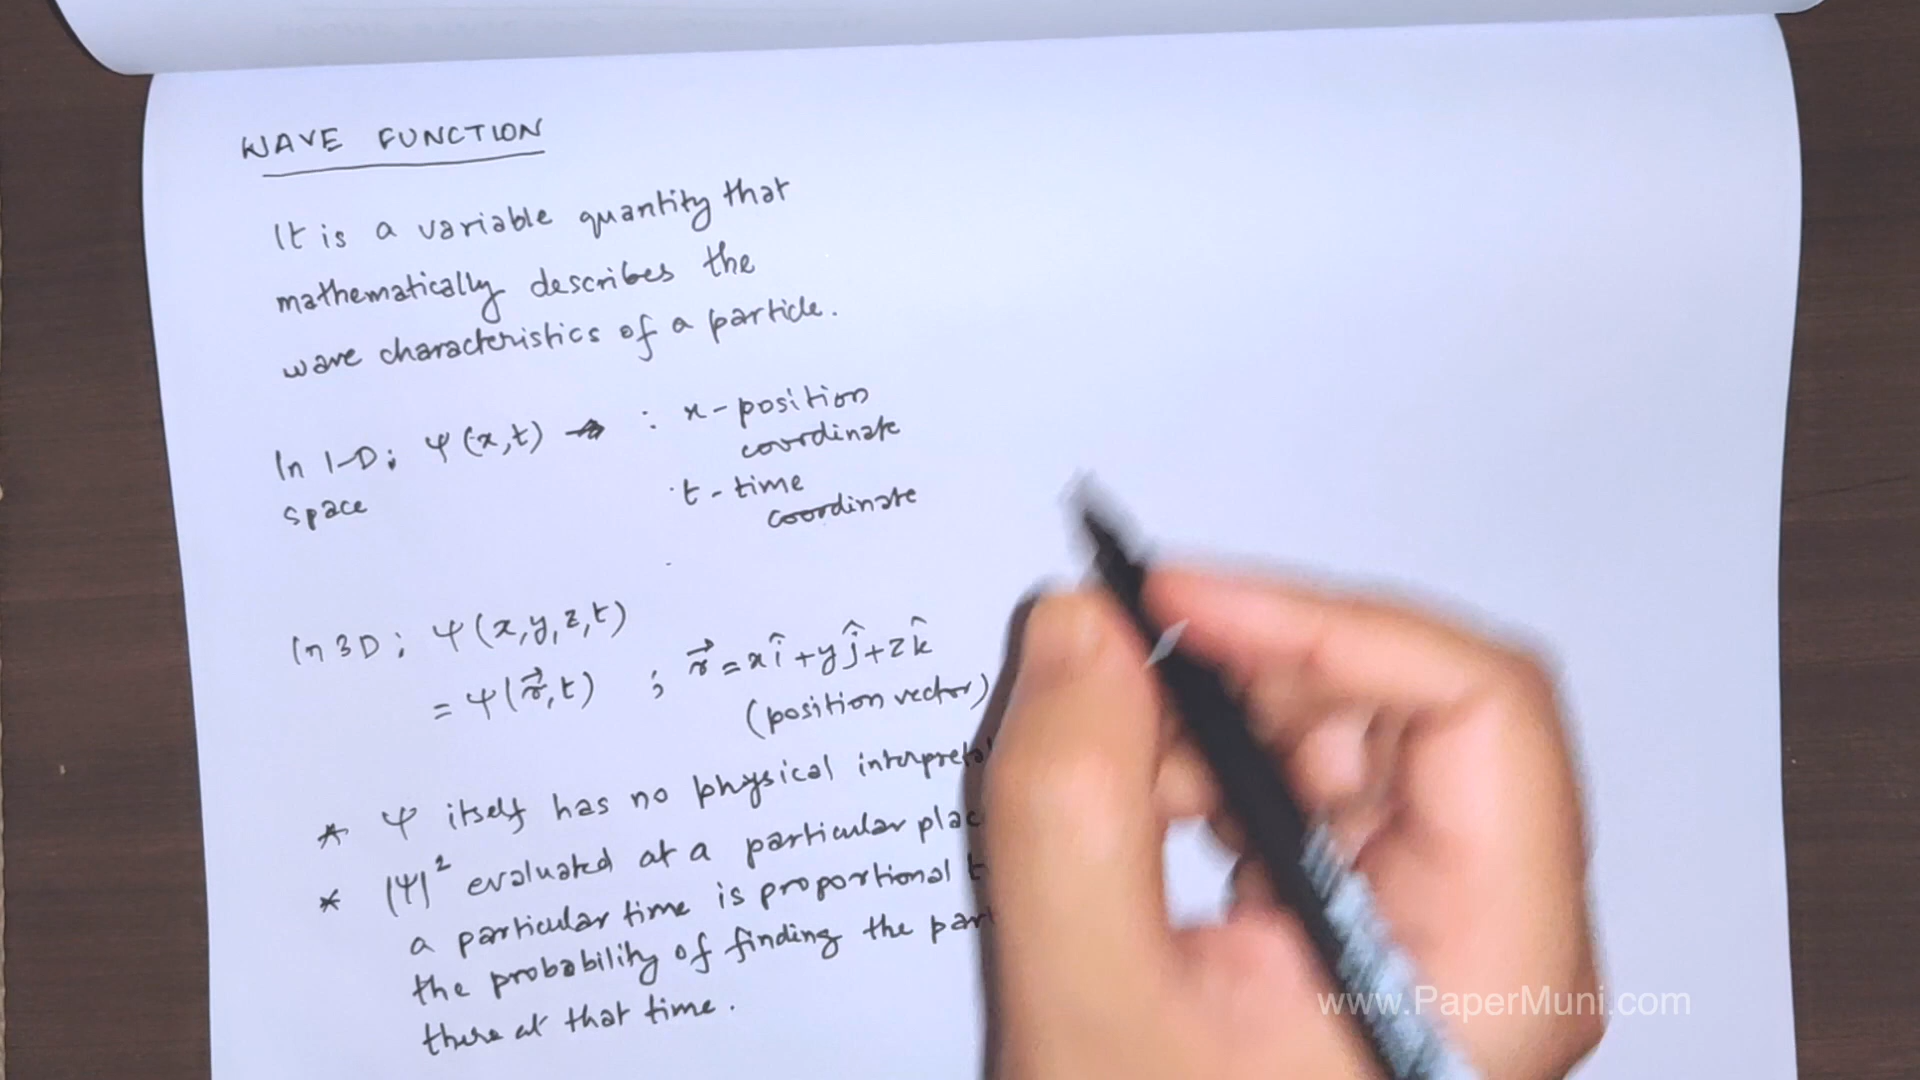 WAVE FUNCTION
It is a variable quantity that
mathematically describes the
wave characteristics of a particle.
In 1-D; ψ(x,t) → : x - position
coordinate
space
t - time
coordinate
In 3D; ψ(x,y,z,t)
= ψ(r⃗,t) ; r⃗ = xî + yĵ + zk̂
(position vector)
* ψ itself has no physical
* |ψ|² evaluated at a particular
a particular time is proportional
the probability of finding the
there at that time.
www.PaperMuni.com